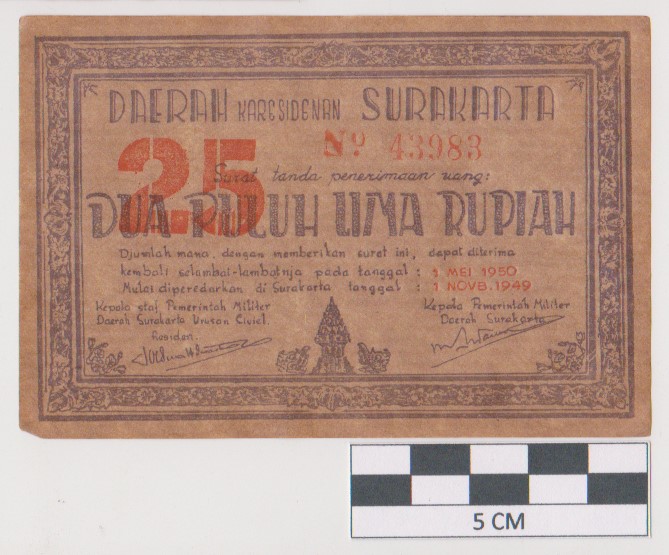 DAERAH KARESIDENAN SURAKARTA
25
Nº 43983
Surat tanda penerimaan uang:
DUA PULUH LIMA RUPIAH
Djumlah mana, dengan memberikan surat ini, dapat diterima
kembali selambat-lambatnja pada tanggal : 1 MEI 1950
Mulai diperedarkan di Surakarta tanggal : 1 NOVB. 1949
Kepala staf Pemerintah Militer
Daerah Surakarta Urusan Civiel.
Residen.
Kepala Pemerintah Militer
Daerah Surakarta
5 CM